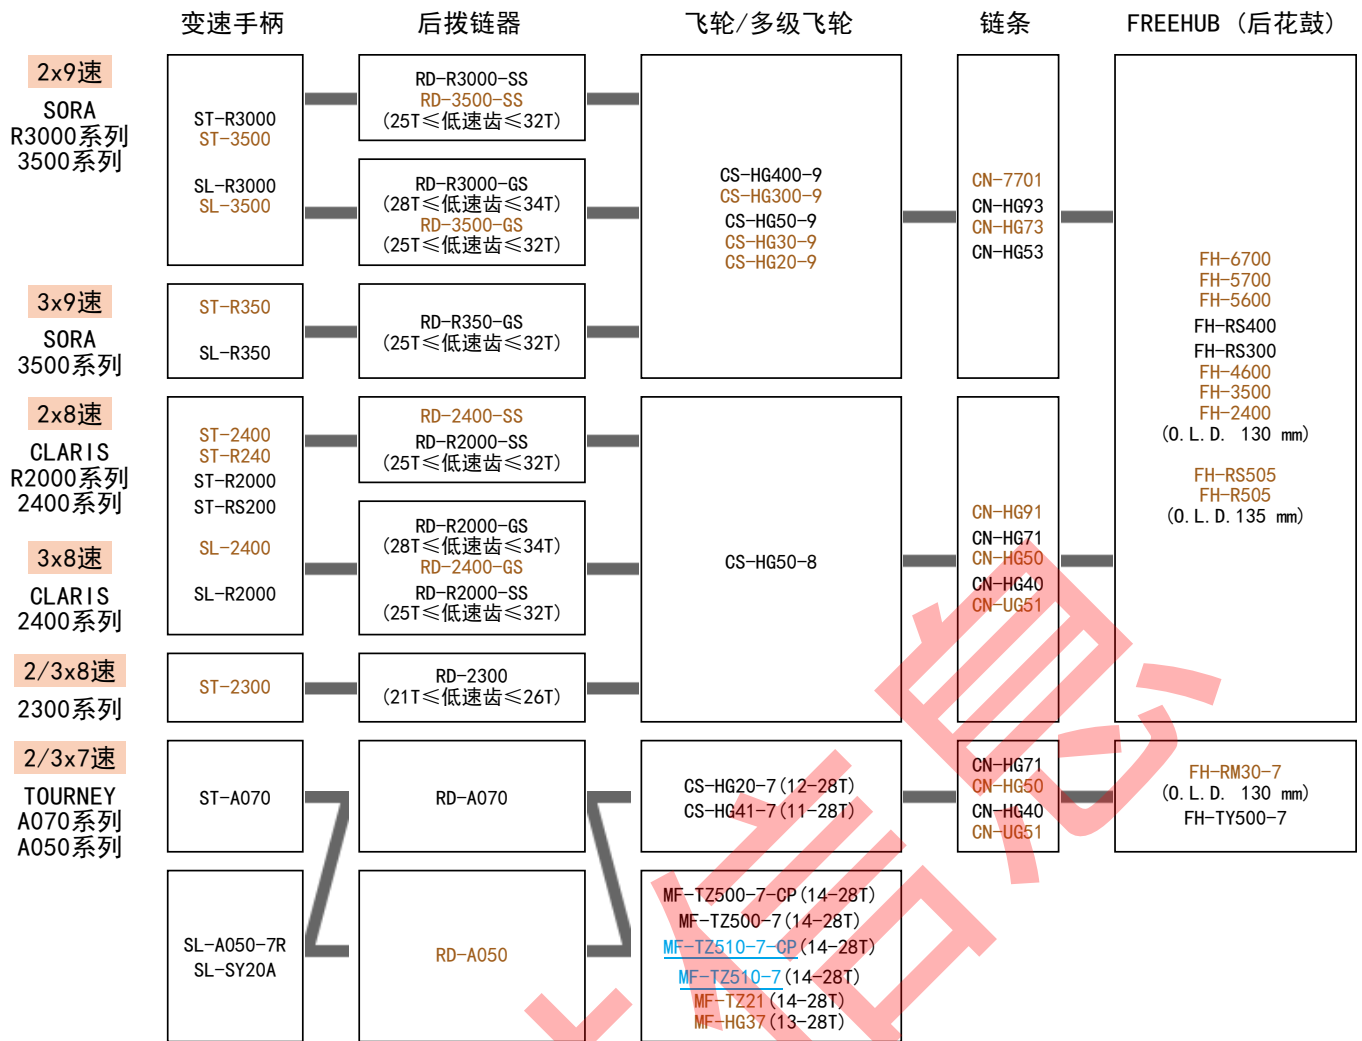 变速手柄 后拨链器 飞轮/多级飞轮 链条 FREEHUB (后花鼓)
2x9速
SORA
R3000系列
3500系列
ST-R3000
ST-3500
SL-R3000
SL-3500
RD-R3000-SS
RD-3500-SS
(25T≤低速齿≤32T)
RD-R3000-GS
(28T≤低速齿≤34T)
RD-3500-GS
(25T≤低速齿≤32T)
3x9速
SORA
3500系列
ST-R350
SL-R350
RD-R350-GS
(25T≤低速齿≤32T)
CS-HG400-9
CS-HG300-9
CS-HG50-9
CS-HG30-9
CS-HG20-9
CN-7701
CN-HG93
CN-HG73
CN-HG53
FH-6700
FH-5700
FH-5600
FH-RS400
FH-RS300
FH-4600
FH-3500
FH-2400
(O.L.D. 130 mm)
FH-RS505
FH-R505
(O.L.D.135 mm)
2x8速
CLARIS
R2000系列
2400系列
3x8速
CLARIS
2400系列
ST-2400
ST-R240
ST-R2000
ST-RS200
SL-2400
SL-R2000
RD-2400-SS
RD-R2000-SS
(25T≤低速齿≤32T)
RD-R2000-GS
(28T≤低速齿≤34T)
RD-2400-GS
RD-R2000-SS
(25T≤低速齿≤32T)
2/3x8速
2300系列
ST-2300
RD-2300
(21T≤低速齿≤26T)
CS-HG50-8
CN-HG91
CN-HG71
CN-HG50
CN-HG40
CN-UG51
2/3x7速
TOURNEY
A070系列
A050系列
ST-A070
RD-A070
CS-HG20-7(12-28T)
CS-HG41-7(11-28T)
CN-HG71
CN-HG50
CN-HG40
CN-UG51
FH-RM30-7
(O.L.D. 130 mm)
FH-TY500-7
SL-A050-7R
SL-SY20A
RD-A050
MF-TZ500-7-CP(14-28T)
MF-TZ500-7(14-28T)
MF-TZ510-7-CP(14-28T)
MF-TZ510-7(14-28T)
MF-TZ21(14-28T)
MF-HG37(13-28T)
信息